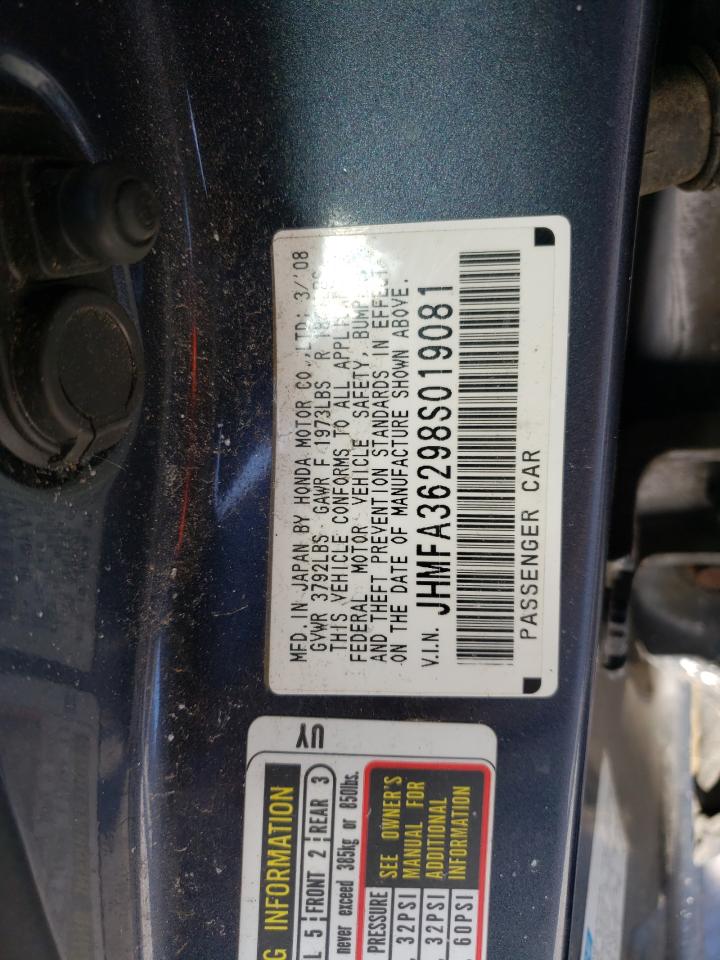 MFD. IN JAPAN BY HONDA MOTOR CO.,LTD: 3/'08
GVWR 3792LBS GAWR F 1973LBS R
THIS VEHICLE CONFORMS TO ALL
FEDERAL MOTOR VEHICLE SAFETY, BUMP
AND THEFT PREVENTION STANDARDS IN EFFECT
ON THE DATE OF MANUFACTURE SHOWN ABOVE.
V.I.N. JHMFA36298S019081
PASSENGER CAR
UY
INFORMATION
5 FRONT 2 REAR 3
never exceed 385kg or 850lbs.
PRESSURE SEE OWNER'S
32PSI MANUAL FOR
32PSI ADDITIONAL
60PSI INFORMATION